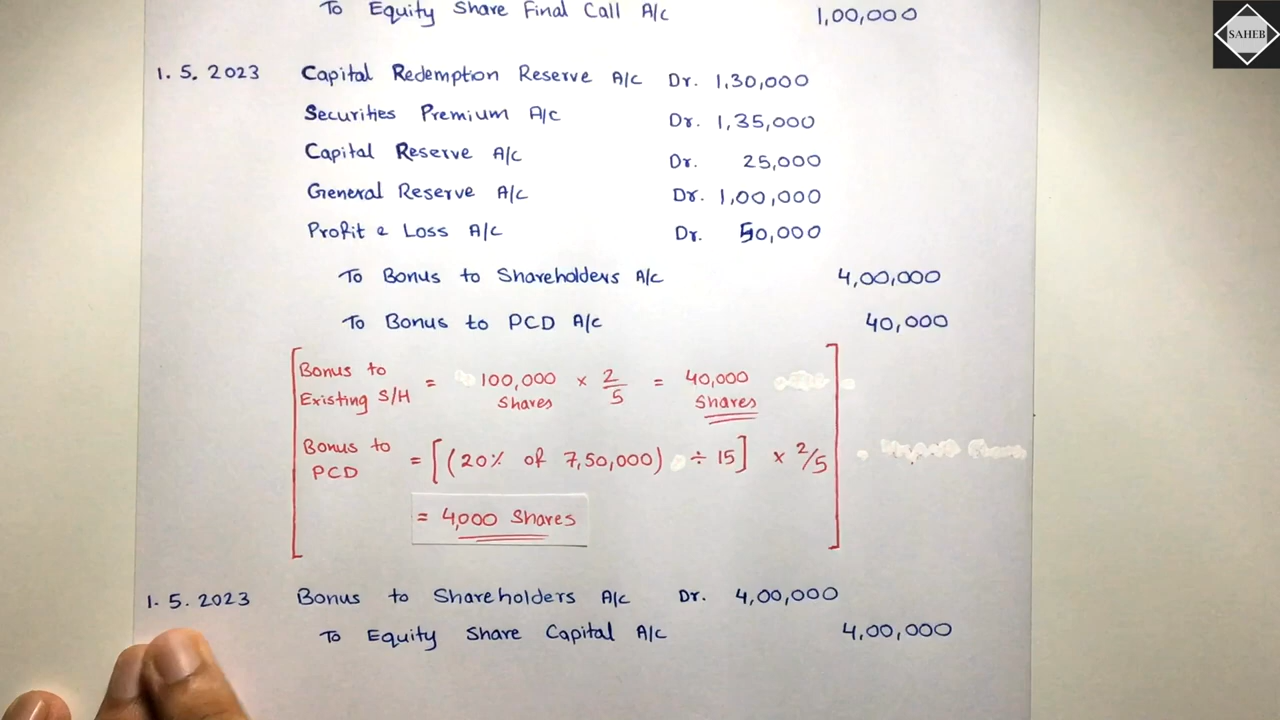 To Equity Share Final Call A/c 1,00,000
SAHEB
1. 5. 2023 Capital Redemption Reserve A/c Dr. 1,30,000
Securities Premium A/c Dr. 1,35,000
Capital Reserve A/c Dr. 25,000
General Reserve A/c Dr. 1,00,000
Profit & Loss A/c Dr. 50,000
To Bonus to Shareholders A/c 4,00,000
To Bonus to PCD A/c 40,000
Bonus to Existing S/H = 100,000 Shares × 2/5 = 40,000 Shares
Bonus to PCD = [(20% of 7,50,000) ÷ 15] × 2/5
= 4,000 Shares
1. 5. 2023 Bonus to Shareholders A/c Dr. 4,00,000
To Equity Share Capital A/c 4,00,000